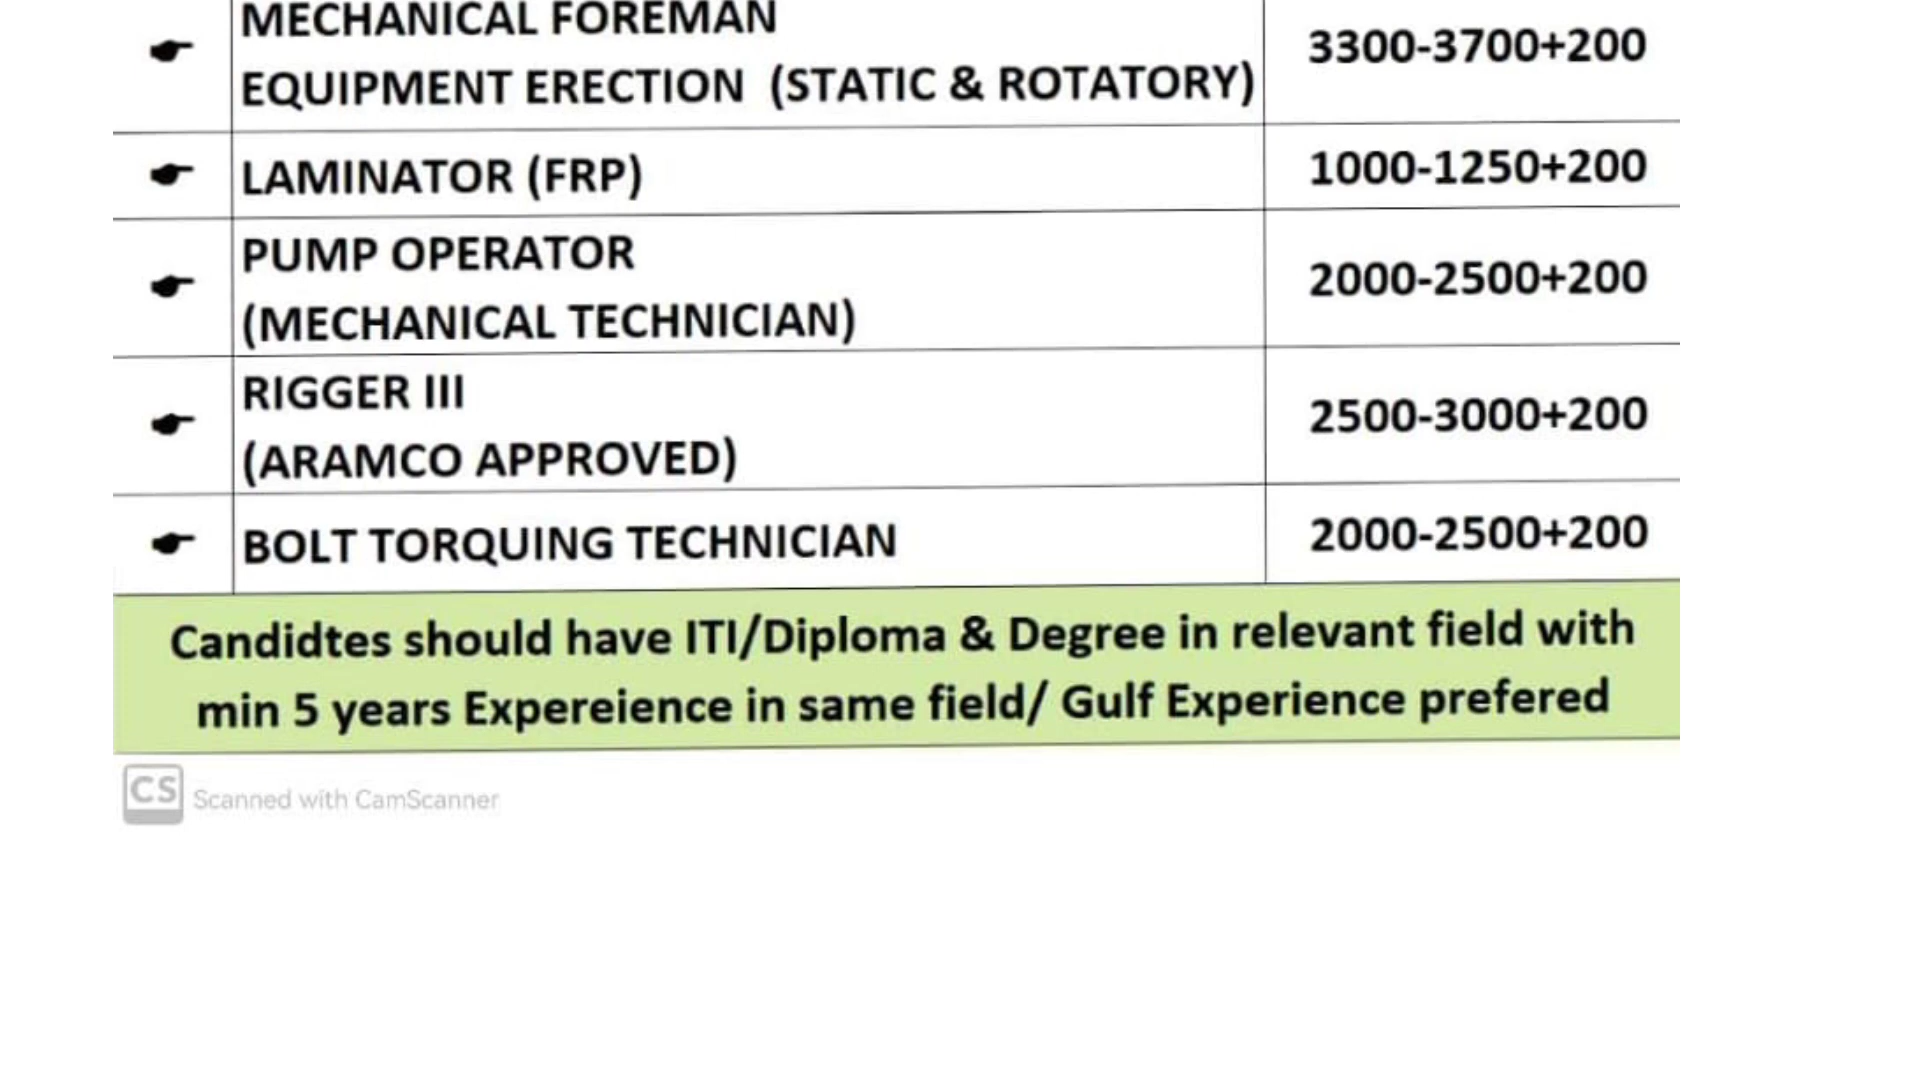 MECHANICAL FOREMAN
EQUIPMENT ERECTION (STATIC & ROTATORY)
3300-3700+200
LAMINATOR (FRP)
1000-1250+200
PUMP OPERATOR
(MECHANICAL TECHNICIAN)
2000-2500+200
RIGGER III
(ARAMCO APPROVED)
2500-3000+200
BOLT TORQUING TECHNICIAN
2000-2500+200
Candidtes should have ITI/Diploma & Degree in relevant field with
min 5 years Expereience in same field/ Gulf Experience prefered
CS Scanned with CamScanner